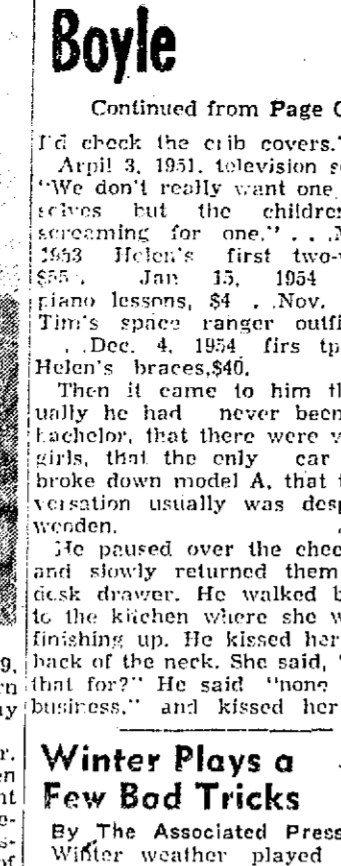 Boyle
Continued from Page
I'd check the crib covers."
Arpil 3, 1951. television
"We don't really want one
selves but the childre
screaming for one." . . .
1953 Helen's first two-
$55 . Jan 15, 1954
piano lessons, $4 . .Nov.
Tim's space ranger outfi
. .Dec. 4, 1954 firs tp
Helen's braces,$40.
Then it came to him th
ually he had never been
bachelor, that there were
girls, that the only car
broke down model A, that
versation usually was des
wooden.
He paused over the chec
and slowly returned them
desk drawer. He walked b
to the kitchen where she w
finishing up. He kissed her
back of the neck. She said,
that for?" He said "none
business," and kissed her
Winter Plays a
Few Bad Tricks
By The Associated Press
Winter weather played